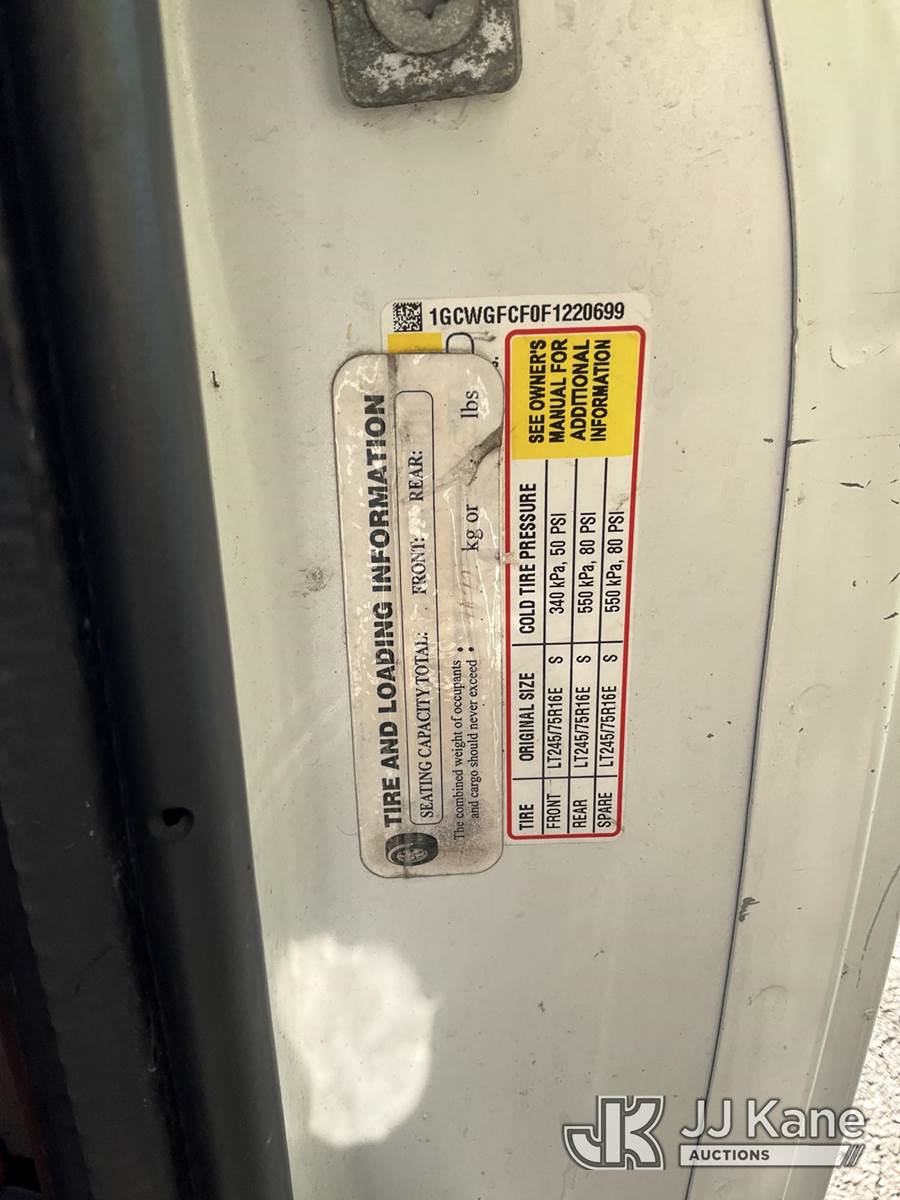 1GCWGFCF0F1220699
TIRE AND LOADING INFORMATION
SEATING CAPACITY TOTAL: FRONT: REAR:
The combined weight of occupants
and cargo should never exceed : kg or lbs
TIRE ORIGINAL SIZE COLD TIRE PRESSURE
FRONT LT245/75R16E S 340 kPa, 50 PSI
REAR LT245/75R16E S 550 kPa, 80 PSI
SPARE LT245/75R16E S 550 kPa, 80 PSI
SEE OWNER'S
MANUAL FOR
ADDITIONAL
INFORMATION
JK JJ Kane
AUCTIONS